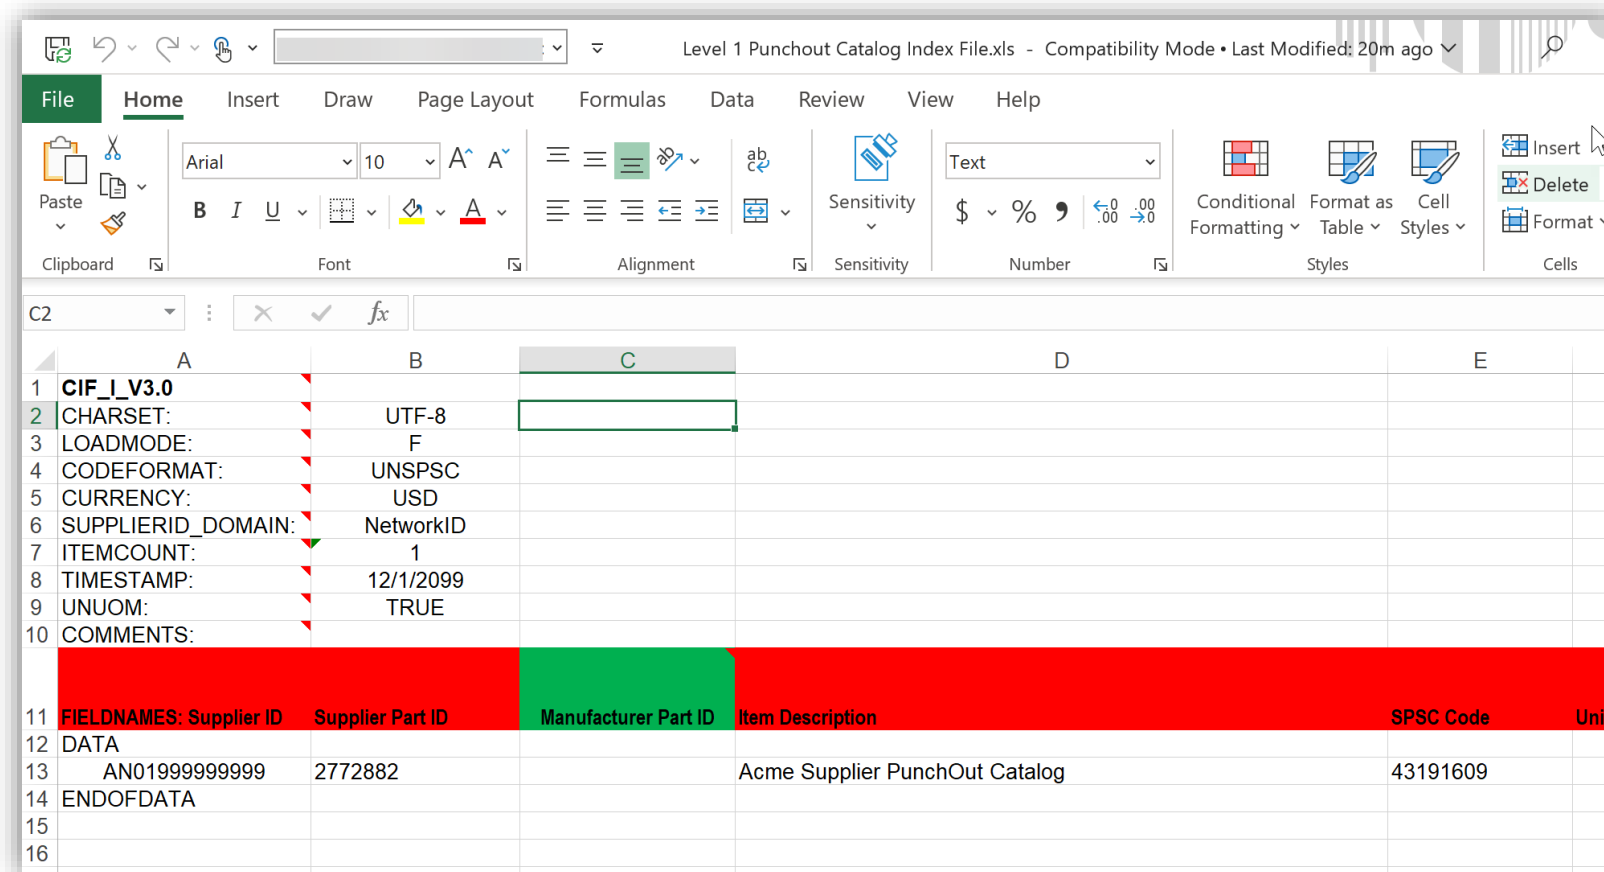 Level 1 Punchout Catalog Index File.xls - Compatibility Mode • Last Modified: 20m ago
File Home Insert Draw Page Layout Formulas Data Review View Help
Paste
Clipboard
Arial 10
B I U A
Font
ab
c
Alignment
Sensitivity
Sensitivity
Text
$ % 9 .00 .00
Number
Conditional Formatting
Format as Table
Cell Styles
Styles
Insert
Delete
Format
Cells
C2 fx
A B C D E
1 CIF_I_V3.0
2 CHARSET: UTF-8
3 LOADMODE: F
4 CODEFORMAT: UNSPSC
5 CURRENCY: USD
6 SUPPLIERID_DOMAIN: NetworkID
7 ITEMCOUNT: 1
8 TIMESTAMP: 12/1/2099
9 UNUOM: TRUE
10 COMMENTS:
11 FIELDNAMES: Supplier ID Supplier Part ID Manufacturer Part ID Item Description SPSC Code Uni
12 DATA
13 AN01999999999 2772882 Acme Supplier PunchOut Catalog 43191609
14 ENDOFDATA
15
16